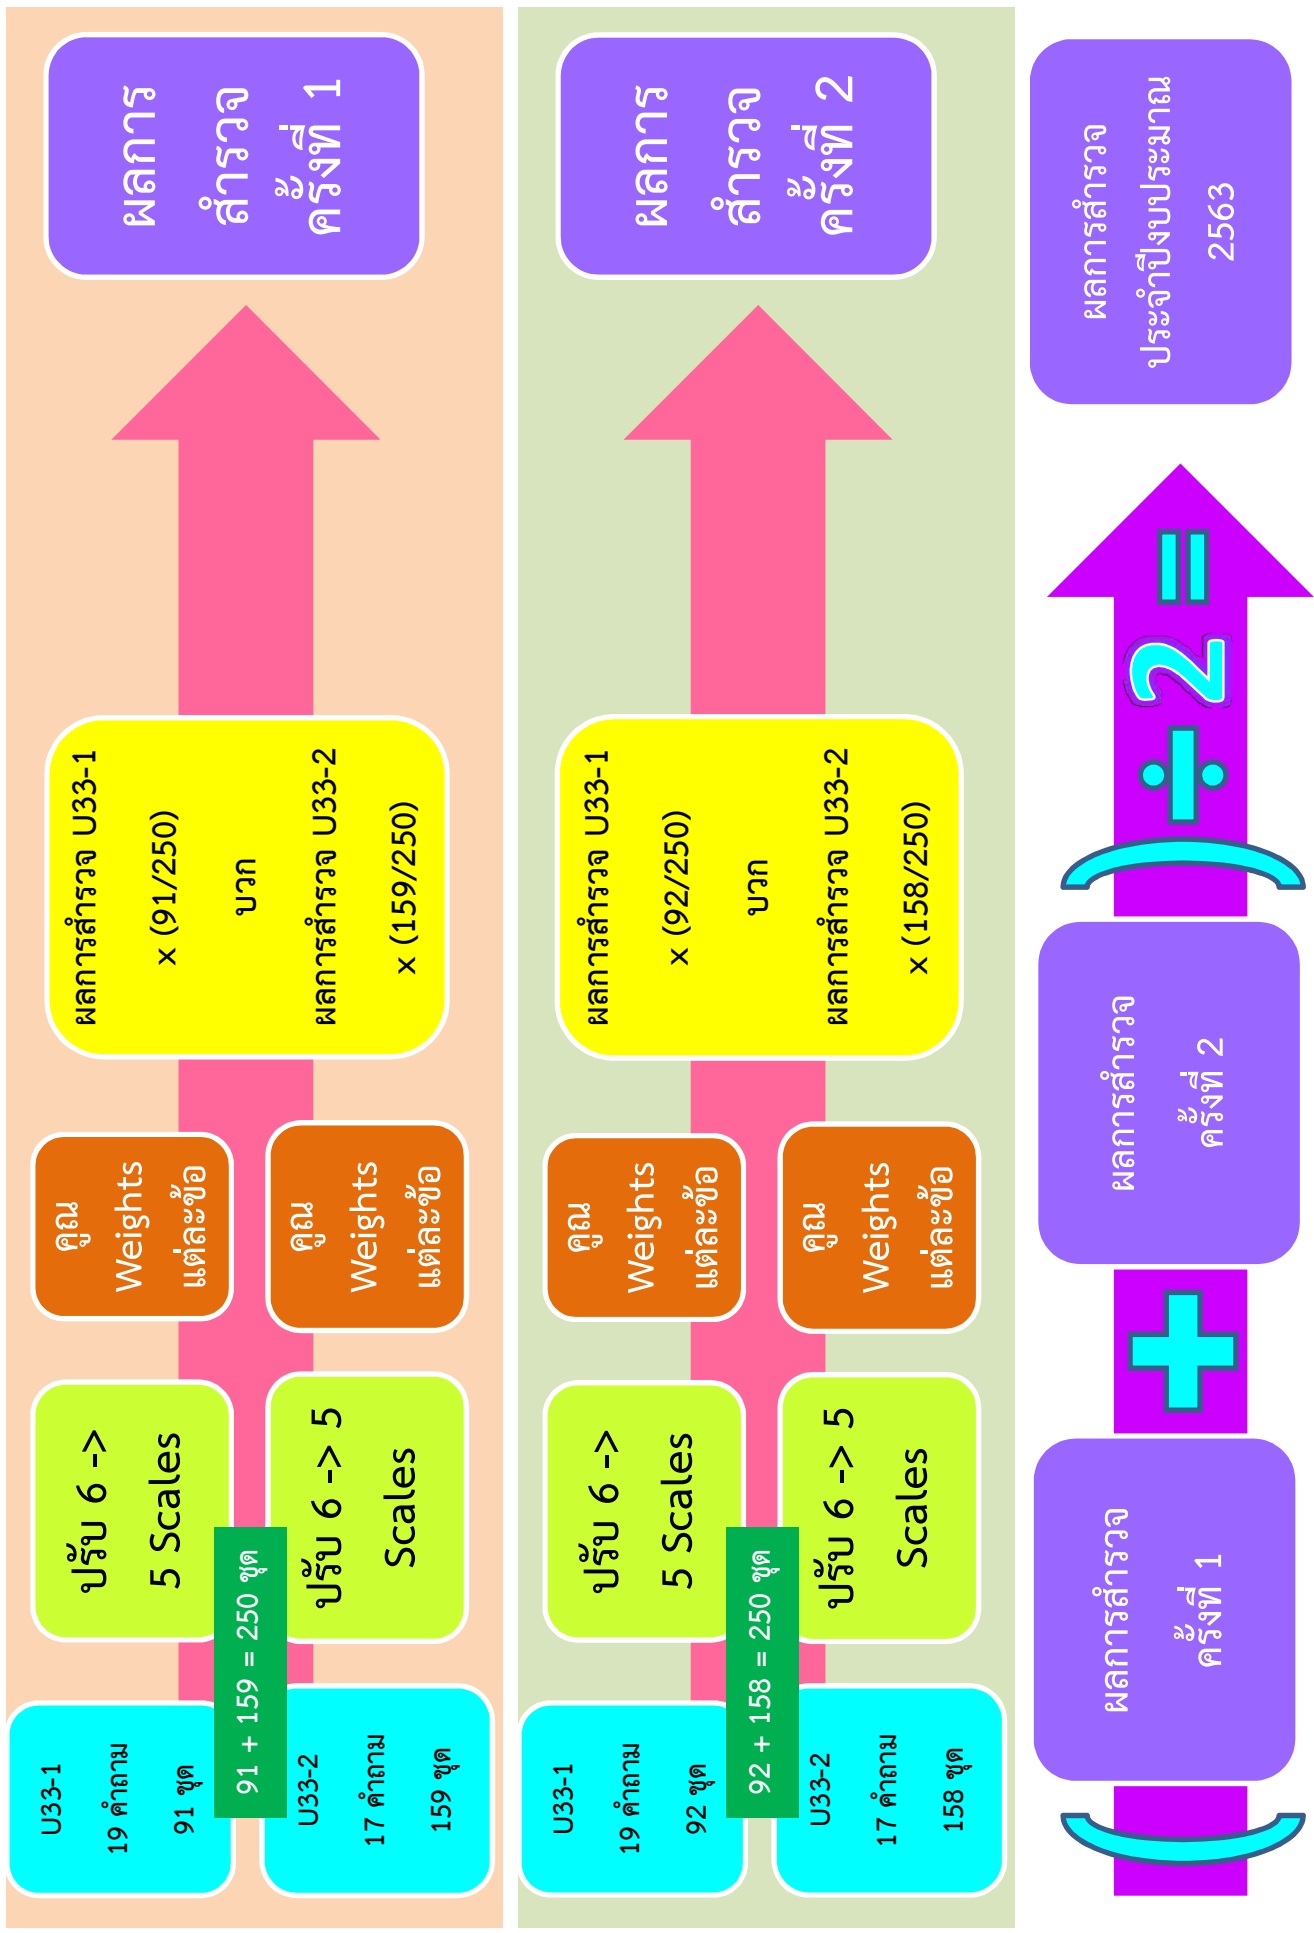 U33-1
19 คำถาม
91 ชุด
91 + 159 = 250 ชุด
U33-2
17 คำถาม
159 ชุด
ปรับ 6 ->
5 Scales
ปรับ 6 -> 5
Scales
คูณ
Weights
แต่ละข้อ
คูณ
Weights
แต่ละข้อ
ผลการสำรวจ U33-1
x (91/250)
บวก
ผลการสำรวจ U33-2
x (159/250)
ผลการ
สำรวจ
ครั้งที่ 1
U33-1
19 คำถาม
92 ชุด
92 + 158 = 250 ชุด
U33-2
17 คำถาม
158 ชุด
ปรับ 6 ->
5 Scales
ปรับ 6 -> 5
Scales
คูณ
Weights
แต่ละข้อ
คูณ
Weights
แต่ละข้อ
ผลการสำรวจ U33-1
x (92/250)
บวก
ผลการสำรวจ U33-2
x (158/250)
ผลการ
สำรวจ
ครั้งที่ 2
(
ผลการสำรวจ
ครั้งที่ 1
+
ผลการสำรวจ
ครั้งที่ 2
) ÷ 2 =
ผลการสำรวจ
ประจำปีงบประมาณ
2563